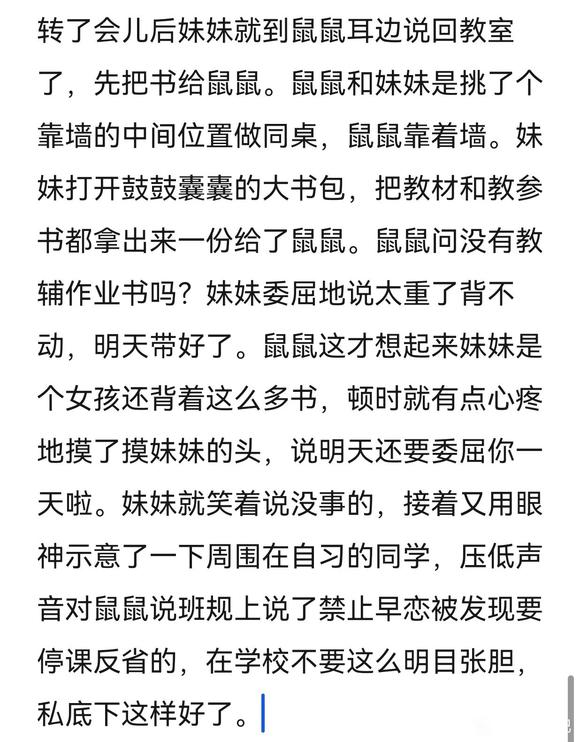 转了会儿后妹妹就到鼠鼠耳边说回教室
了，先把书给鼠鼠。鼠鼠和妹妹是挑了个
靠墙的中间位置做同桌，鼠鼠靠着墙。妹
妹打开鼓鼓囊囊的大书包，把教材和教参
书都拿出来一份给了鼠鼠。鼠鼠问没有教
辅作业书吗？妹妹委屈地说太重了背不
动，明天带好了。鼠鼠这才想起来妹妹是
个女孩还背着这么多书，顿时就有点心疼
地摸了摸妹妹的头，说明天还要委屈你一
天啦。妹妹就笑着说没事的，接着又用眼
神示意了一下周围在自习的同学，压低声
音对鼠鼠说班规上说了禁止早恋被发现要
停课反省的，在学校不要这么明目张胆，
私底下这样好了。